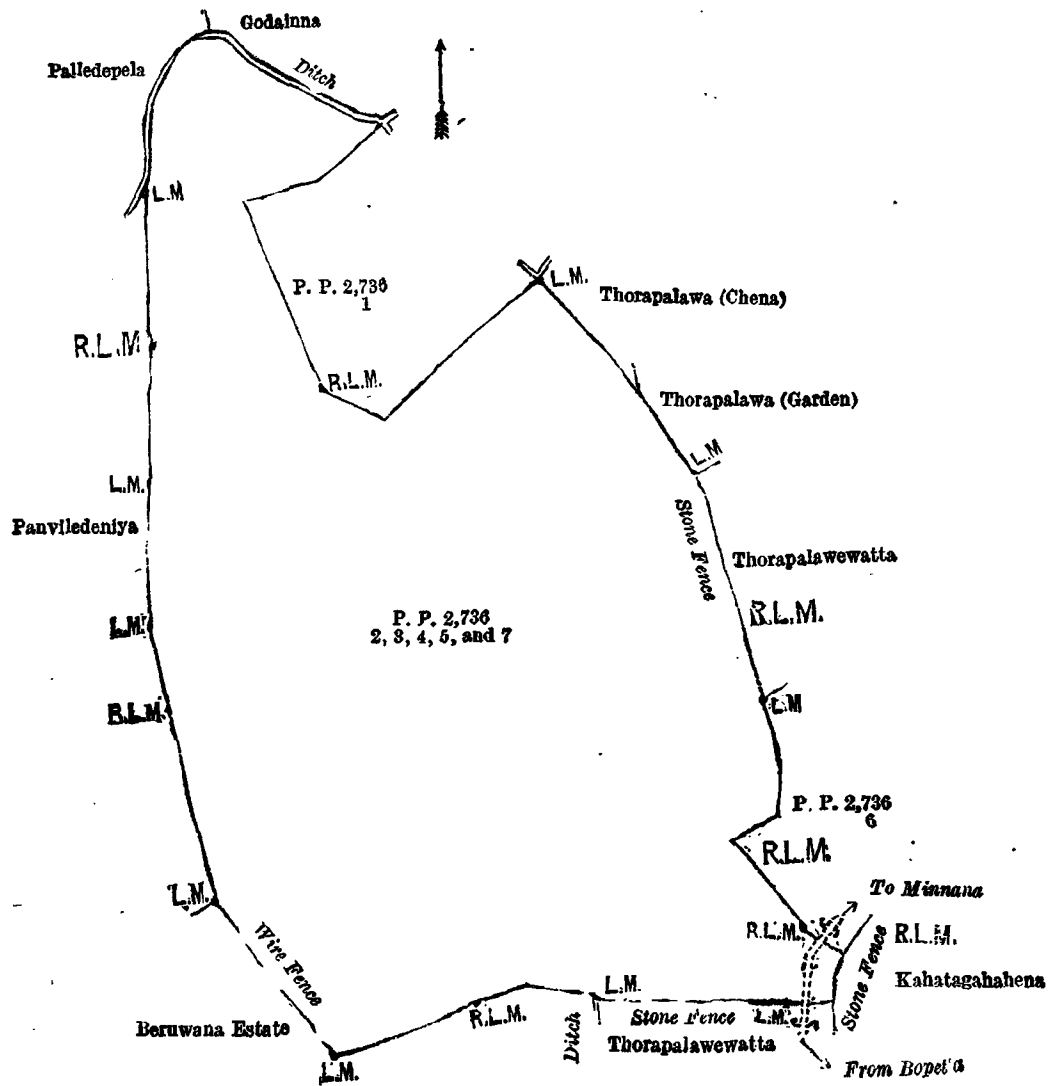 Godainna
Palledepela
Ditch
L.M
P. P. 2,736
1
L.M.
Thorapalawa (Chena)
R.L.M
R.L.M.
Thorapalawa (Garden)
L.M
L.M.
Panviledeniya
Stone Fence
Thorapalawewatta
R.L.M.
P. P. 2,736
2, 3, 4, 5, and 7
L.M.
R.L.M.
L.M
P. P. 2,736
6
R.L.M.
L.M.
To Minnana
R.L.M.
R.L.M.
Wire Fence
Stone Fence
Kahatagahahena
L.M.
R.L.M.
Stone Fence
L.M.
Beruwana Estate
Ditch
Thorapalawewatta
L.M.
From Bopet'a